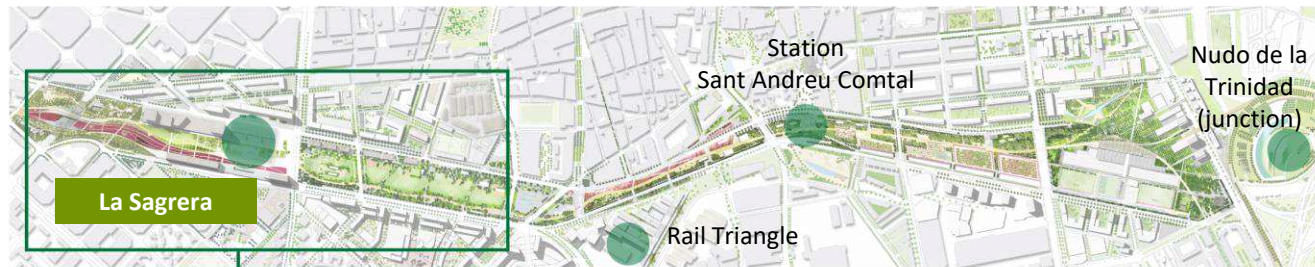 Station
Sant Andreu Comtal
Nudo de la
Trinidad
(junction)
La Sagrera
Rail Triangle